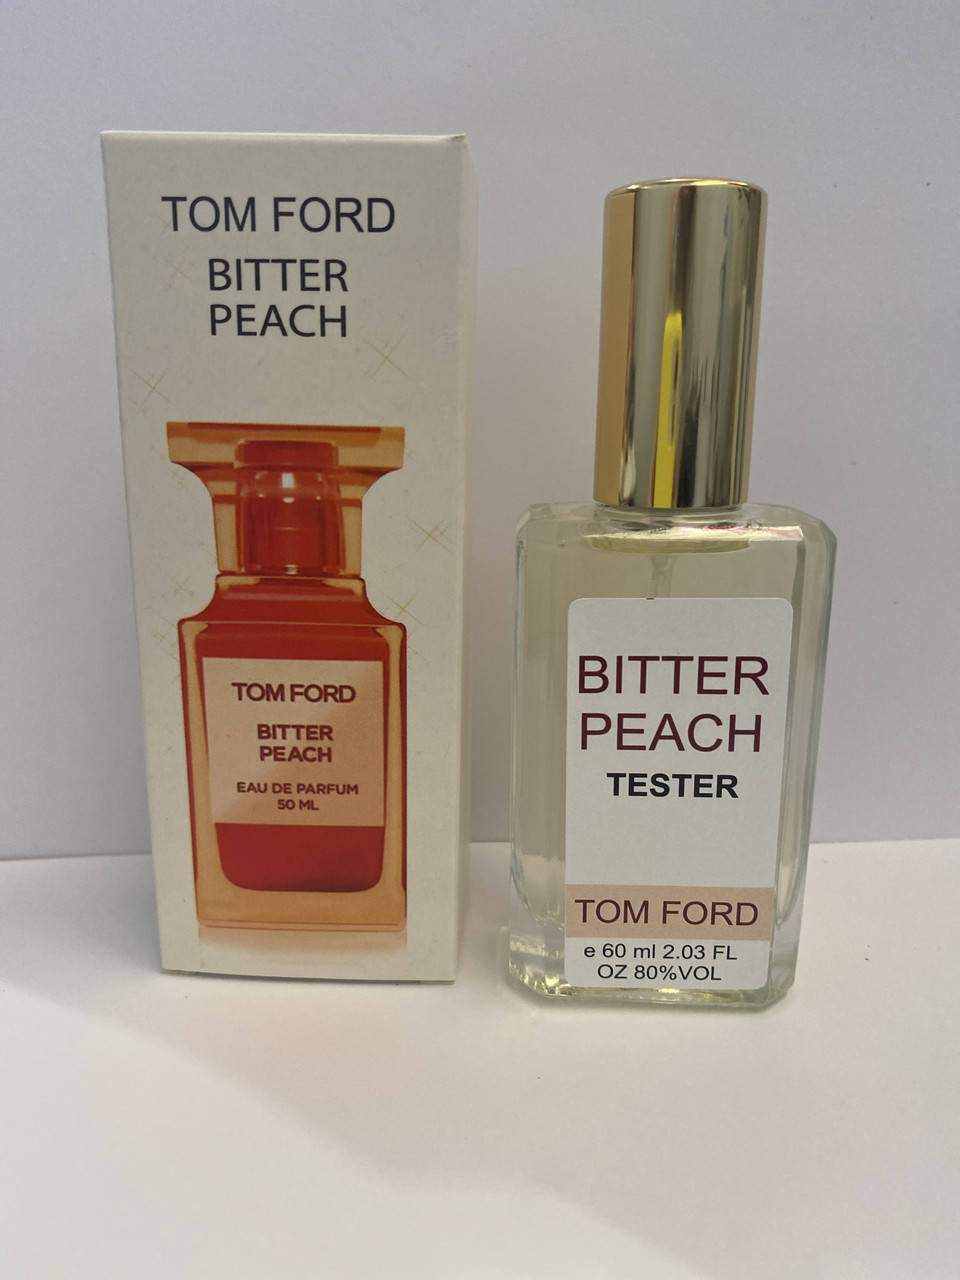 TOM FORD
BITTER
PEACH
TOM FORD
BITTER
PEACH
EAU DE PARFUM
50 ML
BITTER
PEACH
TESTER
TOM FORD
e 60 ml 2.03 FL
OZ 80%VOL